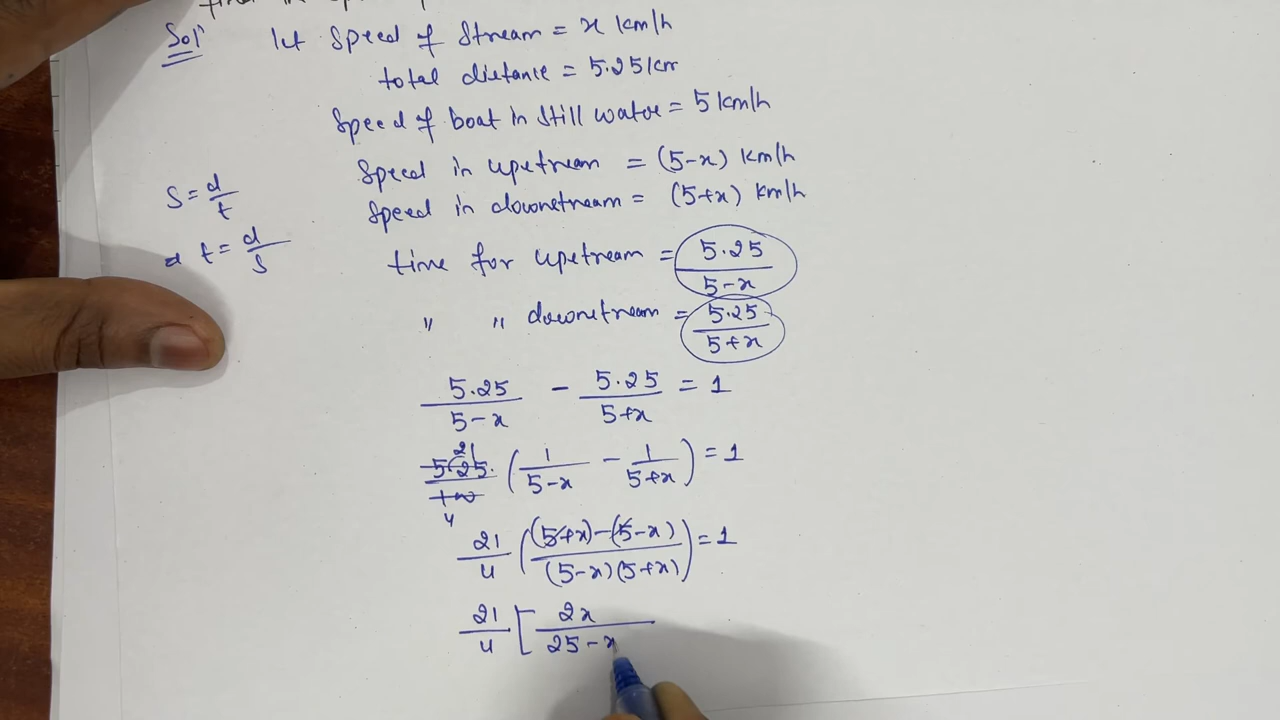 Sol^n let Speed of Stream = x km/h
total distance = 5.25 km
Speed of boat in still water = 5 km/h
Speed in upstream = (5-x) km/h
Speed in downstream = (5+x) km/h
S = d/t
t = d/s
time for upstream = 5.25/(5-x)
" " downstream = 5.25/(5+x)
5.25/(5-x) - 5.25/(5+x) = 1
21/4 (1/(5-x) - 1/(5+x)) = 1
21/4 (((5+x)-(5-x))/((5-x)(5+x))) = 1
21/4 [2x/(25-x